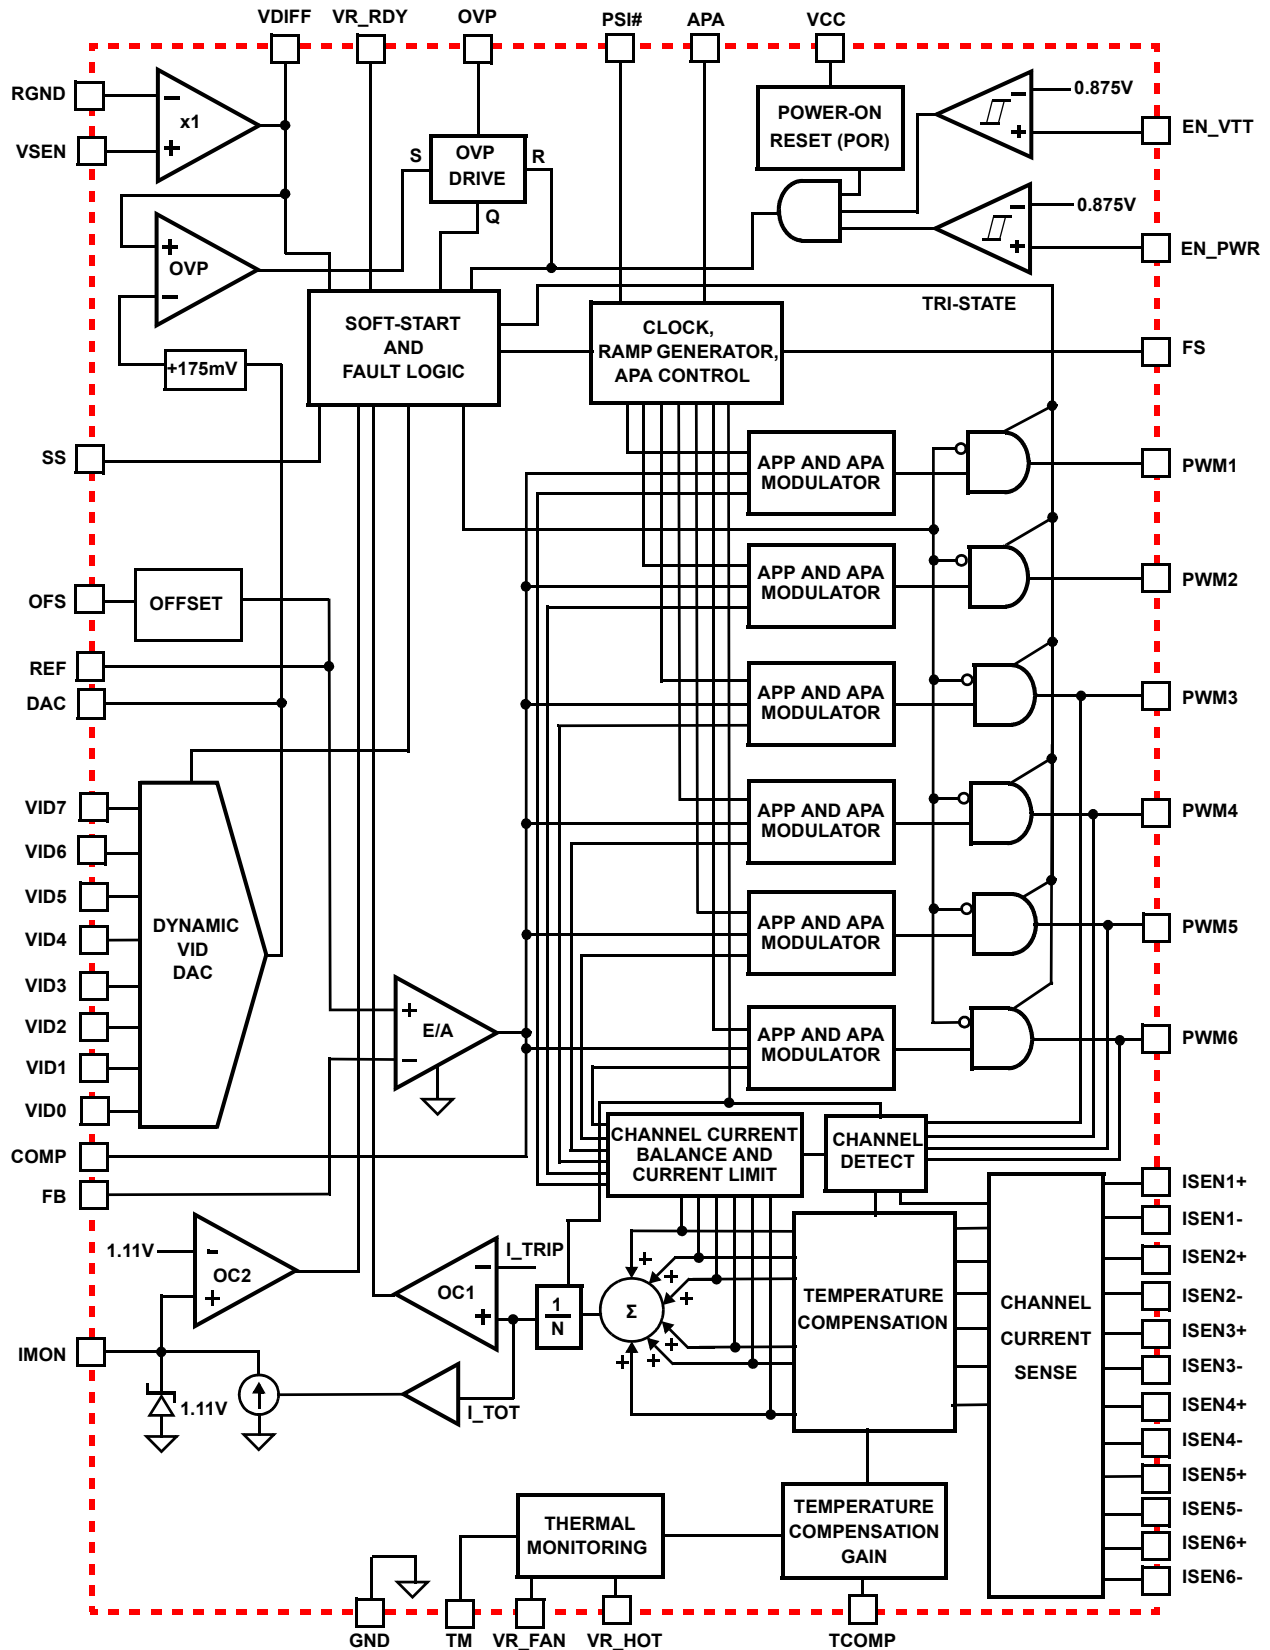 VDIFF VR_RDY OVP PSI# APA VCC
RGND
VSEN
−
x1
+
S
OVP
DRIVE
R
Q
POWER-ON
RESET (POR)
−
0.875V
+
EN_VTT
−
0.875V
+
EN_PWR
+
OVP
−
+175mV
SOFT-START
AND
FAULT LOGIC
CLOCK,
RAMP GENERATOR,
APA CONTROL
TRI-STATE
FS
SS
APP AND APA
MODULATOR
PWM1
APP AND APA
MODULATOR
PWM2
OFS
OFFSET
REF
DAC
APP AND APA
MODULATOR
PWM3
APP AND APA
MODULATOR
PWM4
APP AND APA
MODULATOR
PWM5
APP AND APA
MODULATOR
PWM6
VID7
VID6
VID5
VID4
VID3
VID2
VID1
VID0
DYNAMIC
VID
DAC
+
E/A
−
COMP
FB
CHANNEL CURRENT
BALANCE AND
CURRENT LIMIT
CHANNEL
DETECT
ISEN1+
ISEN1-
ISEN2+
ISEN2-
ISEN3+
ISEN3-
ISEN4+
ISEN4-
ISEN5+
ISEN5-
ISEN6+
ISEN6-
1.11V
-
OC2
+
I_TRIP
−
OC1
+
1
N
Σ
+
+
+
+
+
+
TEMPERATURE
COMPENSATION
CHANNEL
CURRENT
SENSE
IMON
1.11V
I_TOT
THERMAL
MONITORING
TEMPERATURE
COMPENSATION
GAIN
GND TM VR_FAN VR_HOT TCOMP